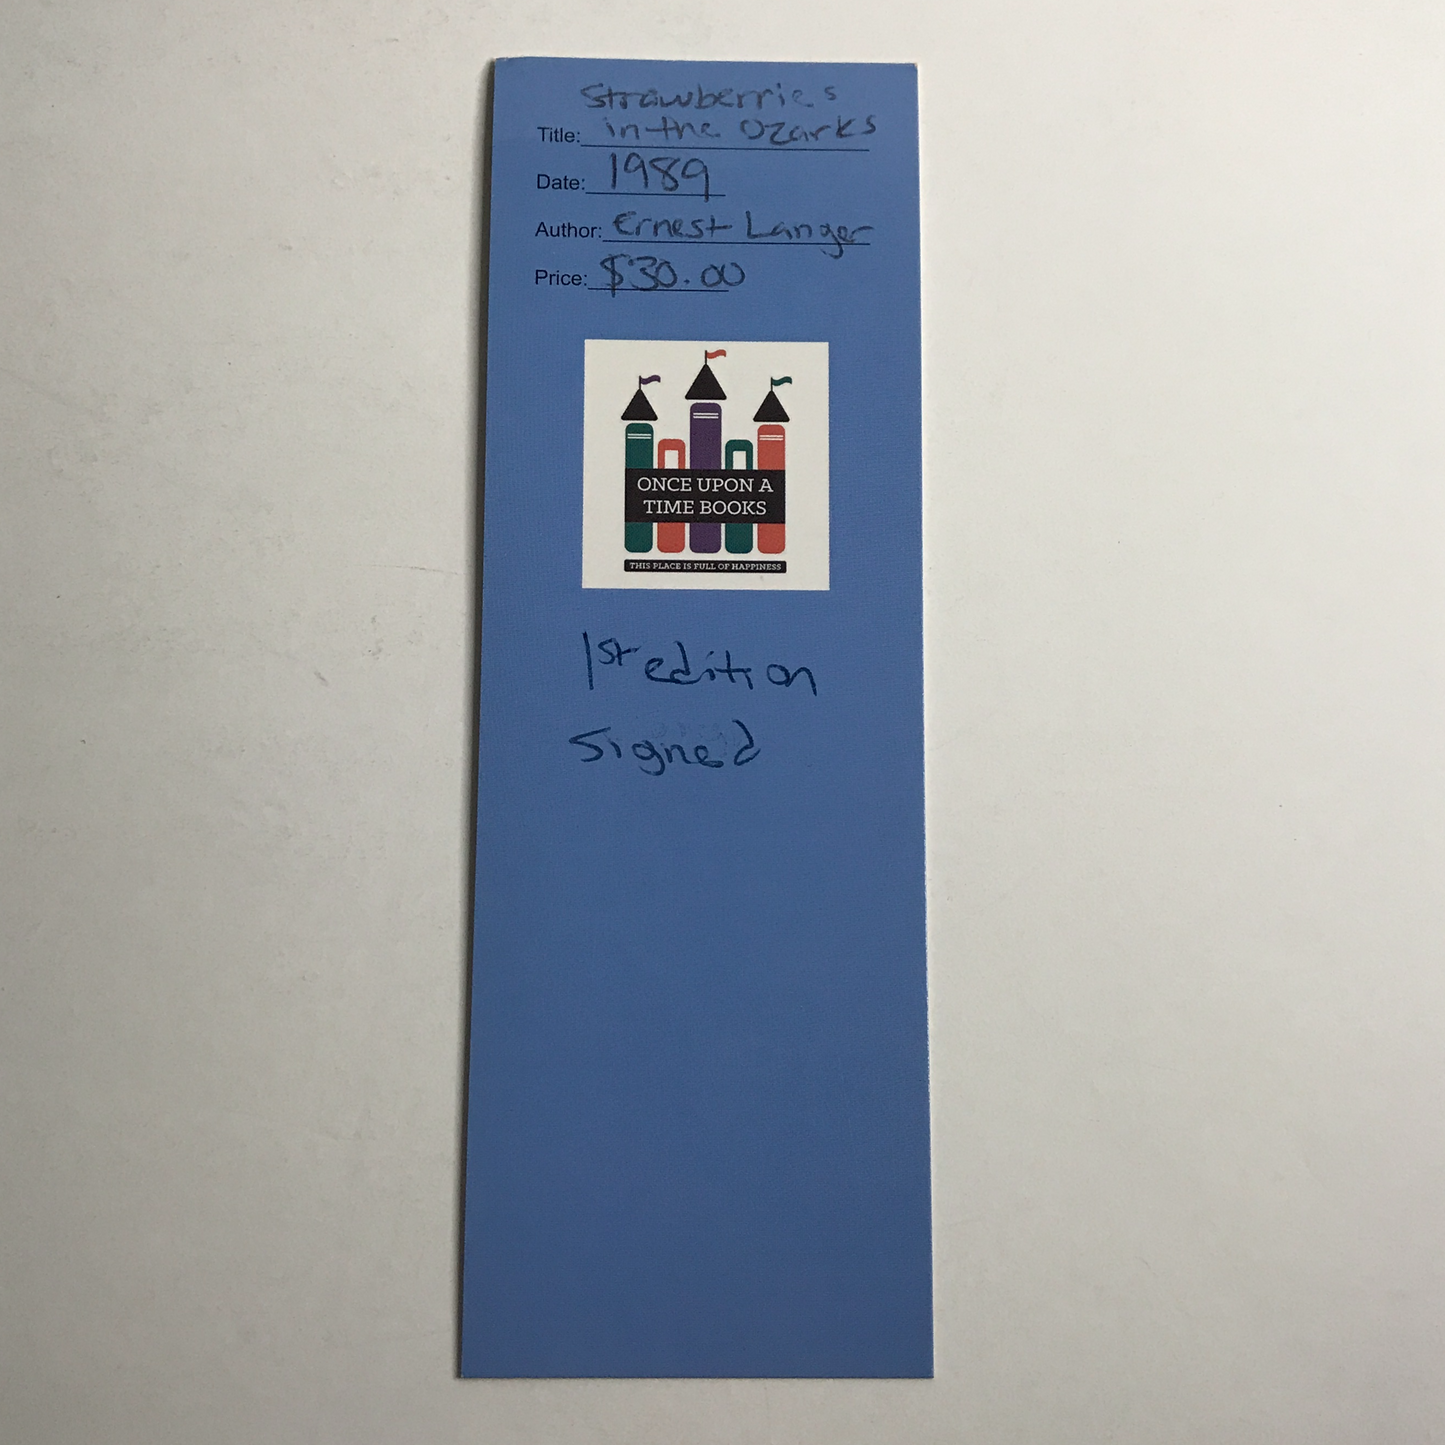 Strawberries
Title: in the Ozarks
Date: 1989
Author: Ernest Langer
Price: $30.00
ONCE UPON A
TIME BOOKS
THIS PLACE IS FULL OF HAPPINESS
1st edition
Signed